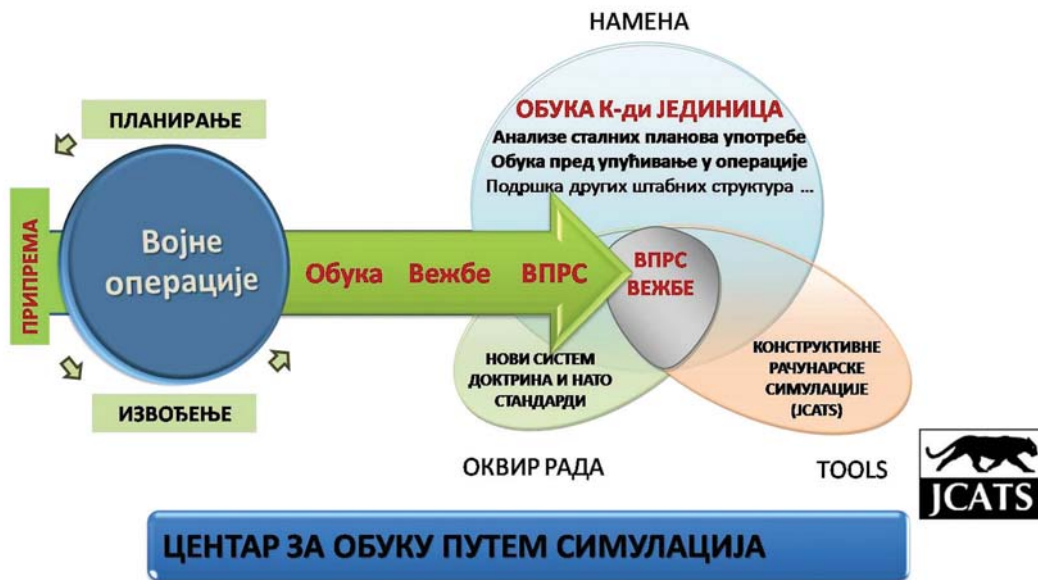 НАМЕНА
ОБУКА К-ди ЈЕДИНИЦА
Анализе сталних планова употребе
Обука пред упућивање у операције
Подршка других штабних структура ...
ПЛАНИРАЊЕ
ПРИПРЕМА
Војне
операције
ИЗВОЂЕЊЕ
Обука Вежбе ВПРС
ВПРС
ВЕЖБЕ
НОВИ СИСТЕМ
ДОКТРИНА И НАТО
СТАНДАРДИ
КОНСТРУКТИВНЕ
РАЧУНАРСКЕ
СИМУЛАЦИЈЕ
(JCATS)
ОКВИР РАДА
TOOLS
JCATS
ЦЕНТАР ЗА ОБУКУ ПУТЕМ СИМУЛАЦИЈА